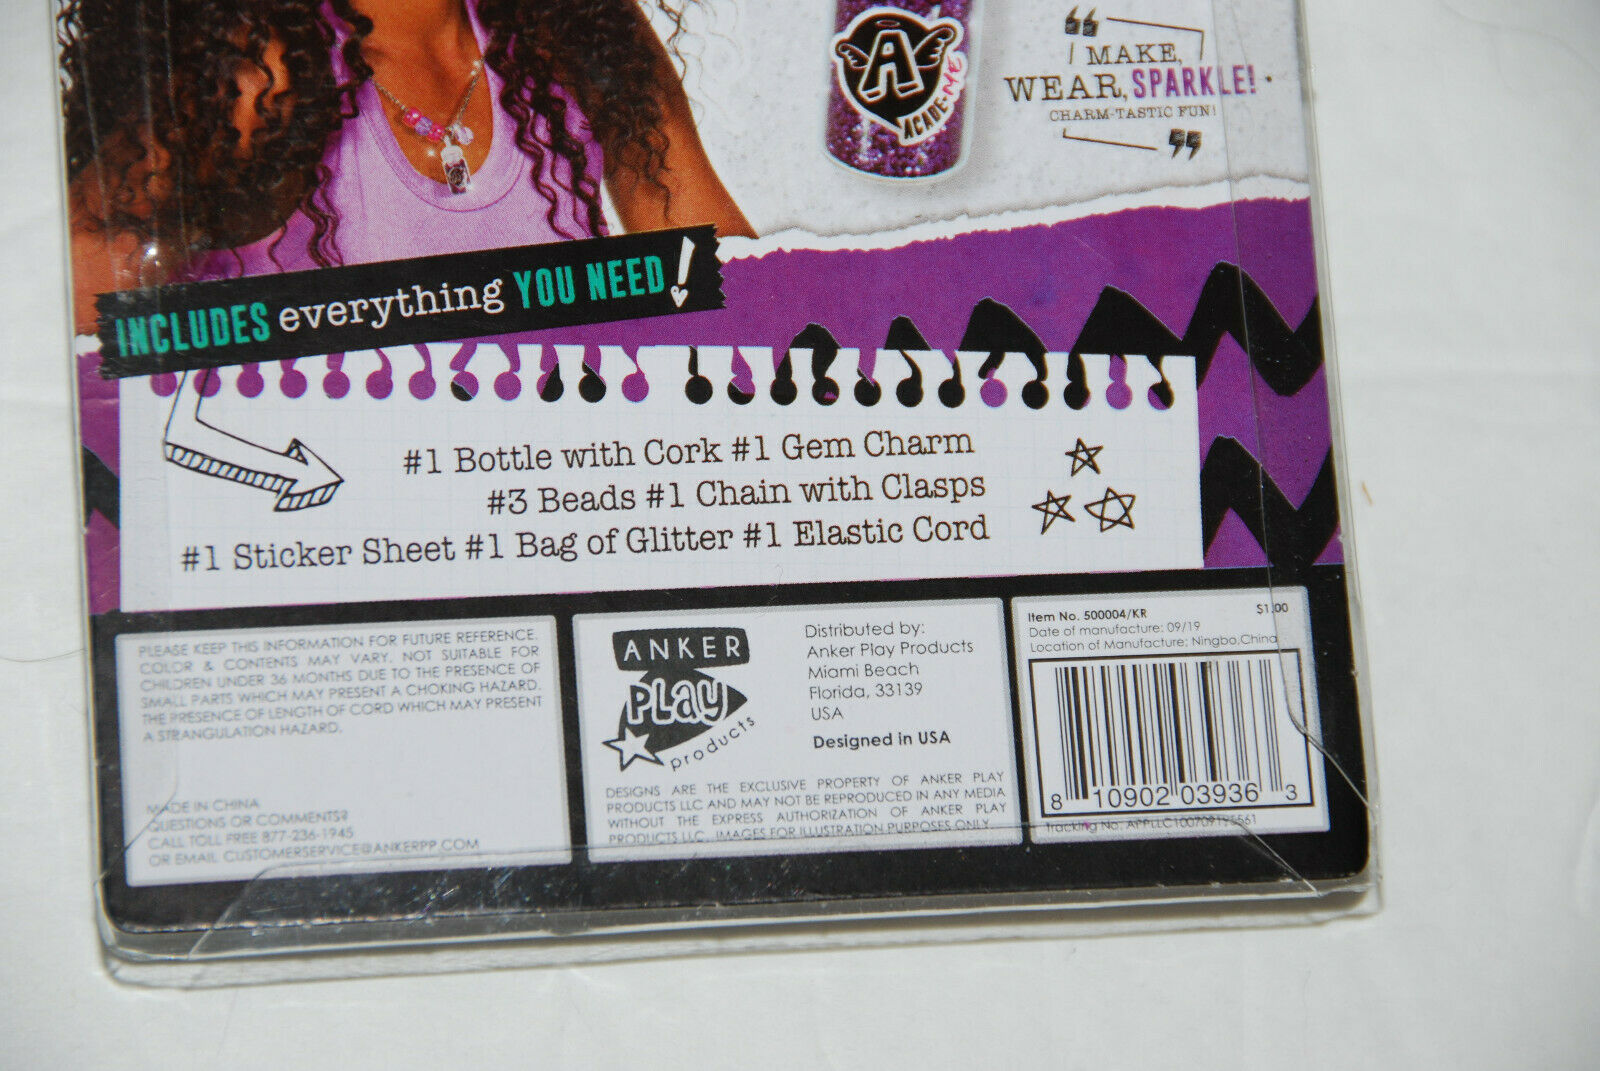 A
ACADE·ME
“
MAKE,
WEAR, SPARKLE!
CHARM-TASTIC FUN!
”
INCLUDES everything YOU NEED!
#1 Bottle with Cork #1 Gem Charm
#3 Beads #1 Chain with Clasps
#1 Sticker Sheet #1 Bag of Glitter #1 Elastic Cord
PLEASE KEEP THIS INFORMATION FOR FUTURE REFERENCE.
COLOR & CONTENTS MAY VARY. NOT SUITABLE FOR
CHILDREN UNDER 36 MONTHS DUE TO THE PRESENCE OF
SMALL PARTS WHICH MAY PRESENT A CHOKING HAZARD.
THE PRESENCE OF LENGTH OF CORD WHICH MAY PRESENT
A STRANGULATION HAZARD.
MADE IN CHINA
QUESTIONS OR COMMENTS?
CALL TOLL FREE 877-236-1945
OR EMAIL CUSTOMERSERVICE@ANKERPP.COM
ANKER
PLAY
products
Distributed by:
Anker Play Products
Miami Beach
Florida, 33139
USA
Designed in USA
DESIGNS ARE THE EXCLUSIVE PROPERTY OF ANKER PLAY
PRODUCTS LLC AND MAY NOT BE REPRODUCED IN ANY MEDIA
WITHOUT THE EXPRESS AUTHORIZATION OF ANKER PLAY
PRODUCTS LLC. IMAGES FOR ILLUSTRATION PURPOSES ONLY.
Item No. 500004/KR $1.00
Date of manufacture: 09/19
Location of Manufacture: Ningbo,China
8 10902 03936 3
Tracking No: